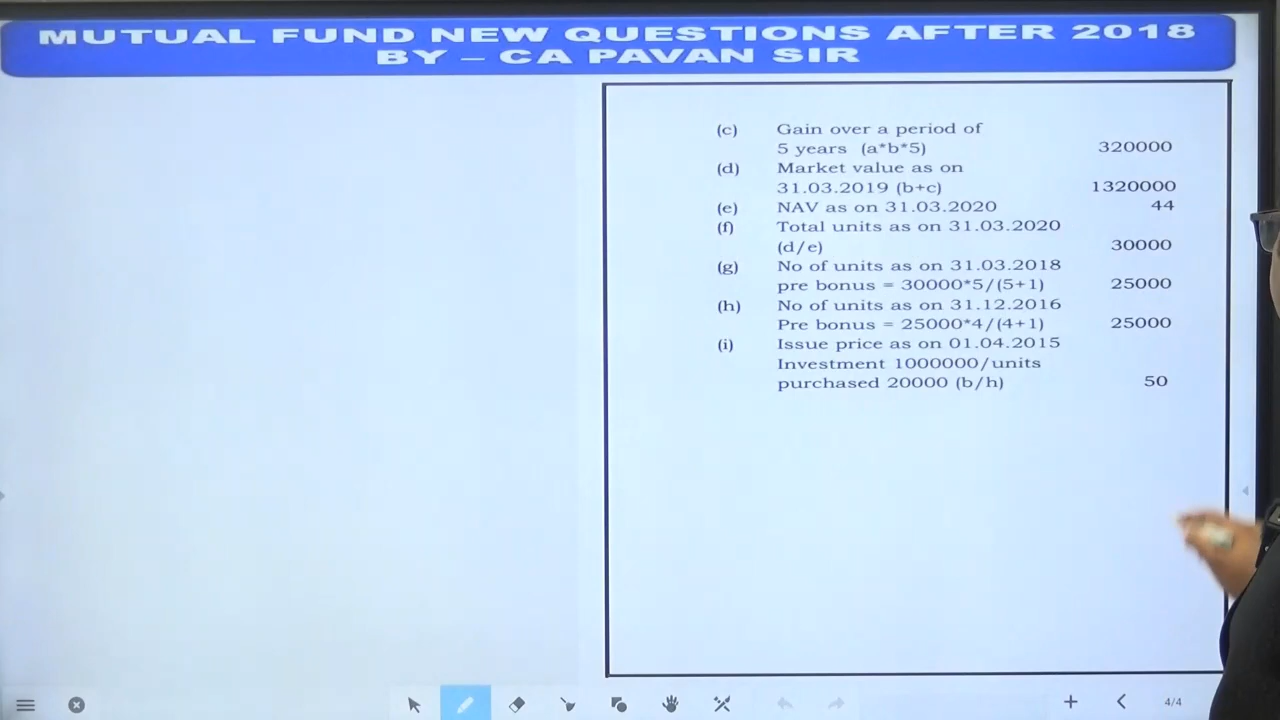 MUTUAL FUND NEW QUESTIONS AFTER 2018
BY – CA PAVAN SIR
(c) Gain over a period of
5 years (a*b*5) 320000
(d) Market value as on
31.03.2019 (b+c) 1320000
(e) NAV as on 31.03.2020 44
(f) Total units as on 31.03.2020
(d/e) 30000
(g) No of units as on 31.03.2018
pre bonus = 30000*5/(5+1) 25000
(h) No of units as on 31.12.2016
Pre bonus = 25000*4/(4+1) 25000
(i) Issue price as on 01.04.2015
Investment 1000000/units
purchased 20000 (b/h) 50
4/4